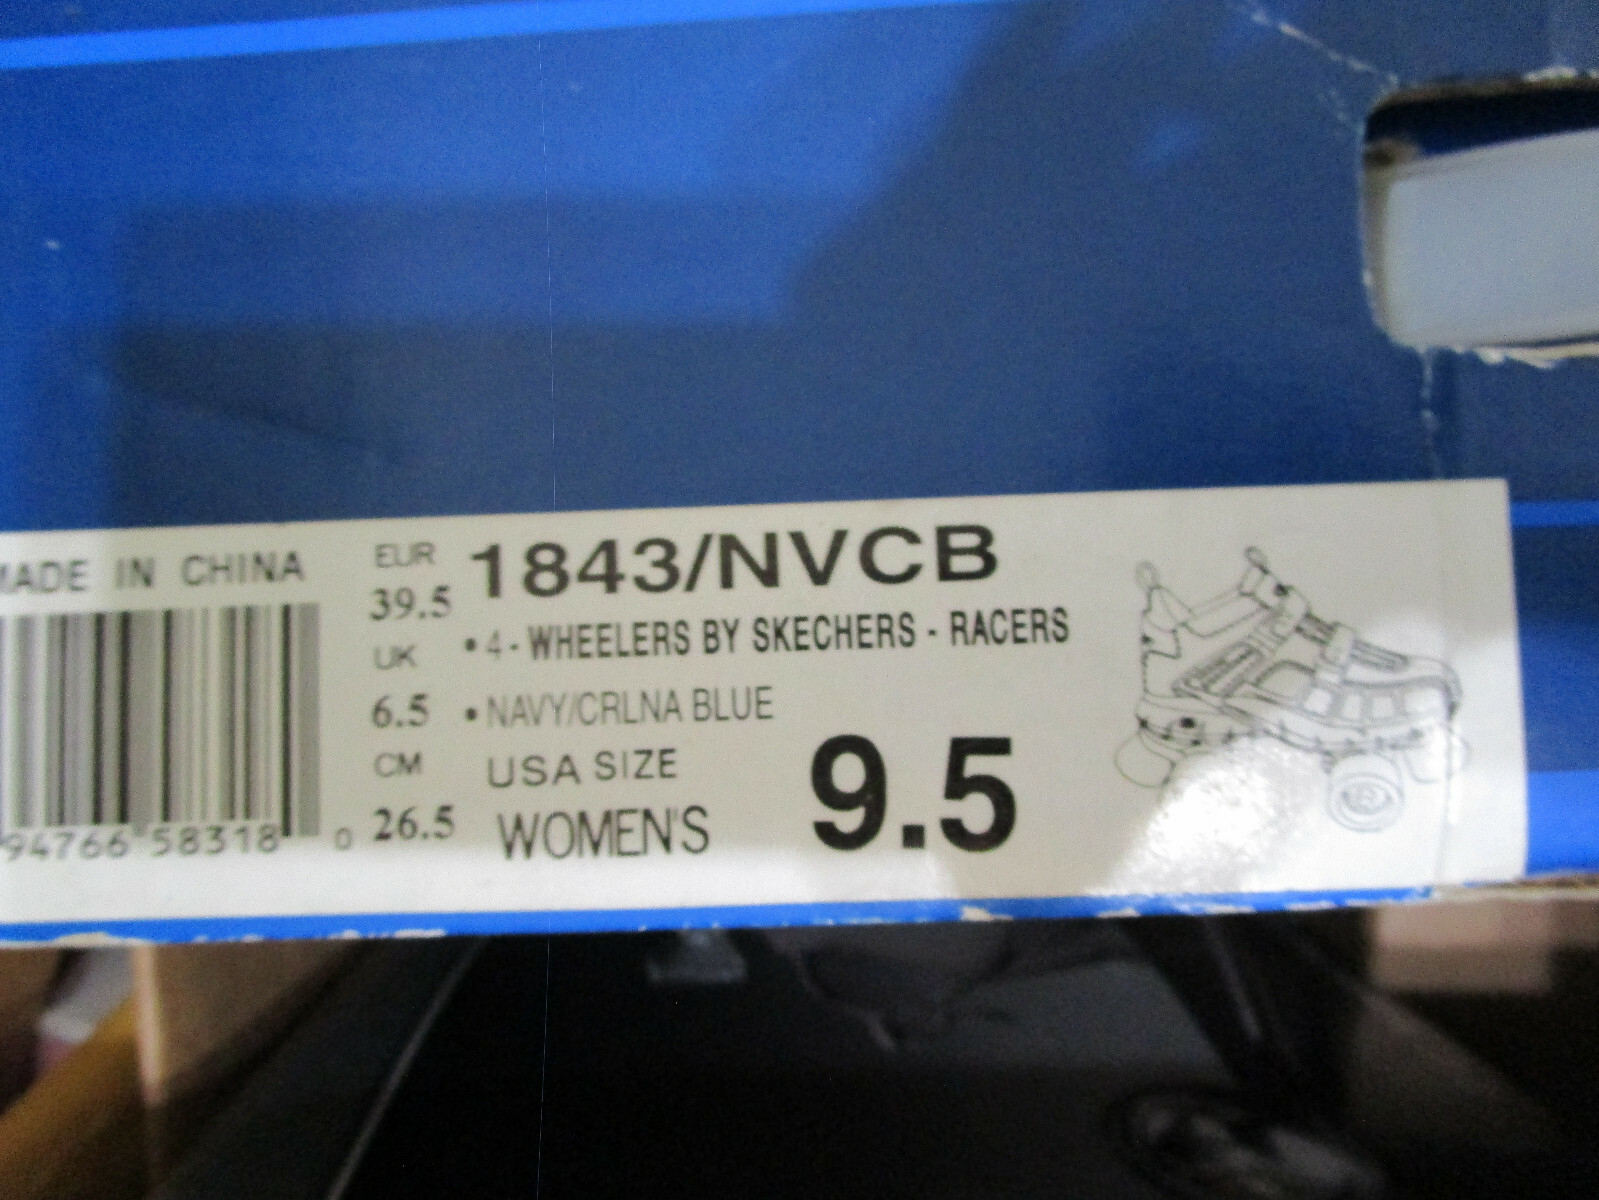 MADE IN CHINA
94766 58318 0
EUR
39.5
UK
6.5
CM
26.5
1843/NVCB
• 4 - WHEELERS BY SKECHERS - RACERS
• NAVY/CRLNA BLUE
USA SIZE
WOMEN'S 9.5